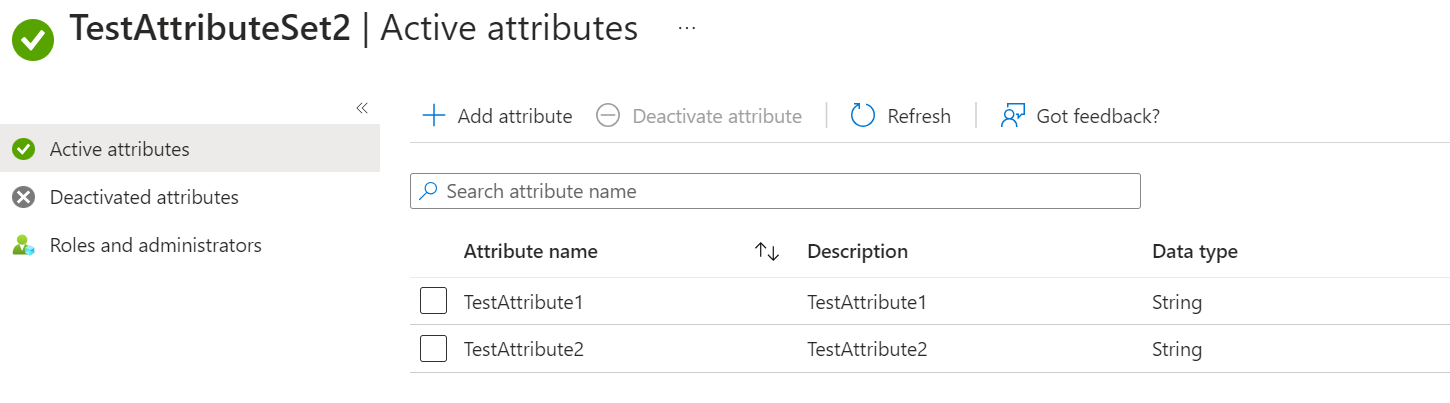 TestAttributeSet2 | Active attributes ...
Add attribute Deactivate attribute Refresh Got feedback?
Active attributes
Deactivated attributes
Roles and administrators
Search attribute name
Attribute name Description Data type
TestAttribute1 TestAttribute1 String
TestAttribute2 TestAttribute2 String